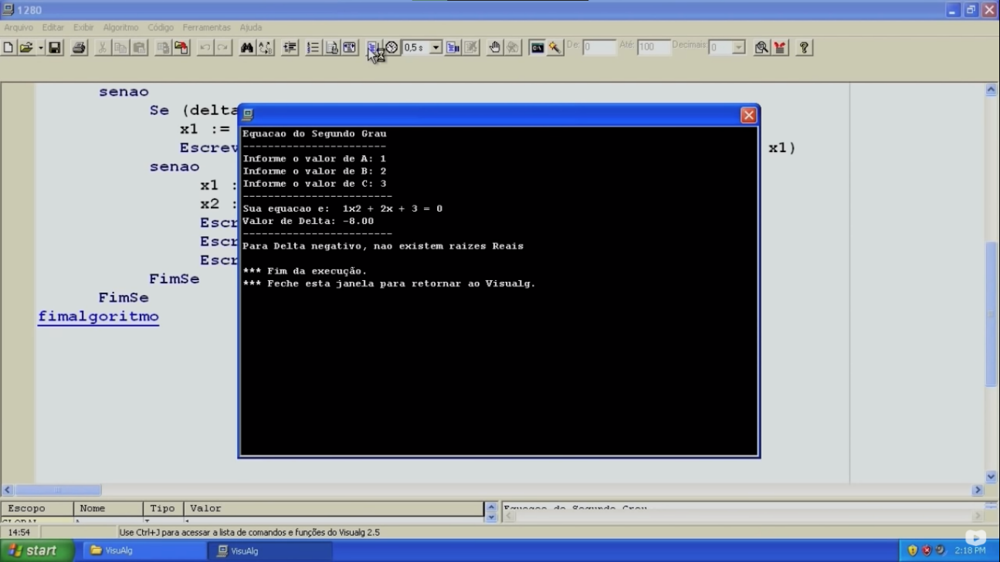 1280
Arquivo Editar Exibir Algoritmo Código Ferramentas Ajuda
0,5 s De: 0 Até: 100 Decimais: 0
senao
Se (delta
x1 :=
Escrev x1)
senao
x1 :
x2 :
Escr
Escr
Escr
FimSe
FimSe
fimalgoritmo
Equacao do Segundo Grau
------------------------
Informe o valor de A: 1
Informe o valor de B: 2
Informe o valor de C: 3
------------------------
Sua equacao e:  1x2 + 2x + 3 = 0
Valor de Delta: -8.00
------------------------
Para Delta negativo, nao existem raizes Reais
*** Fim da execução.
*** Feche esta janela para retornar ao Visualg.
Escopo Nome Tipo Valor
Equacao do Segundo Grau
14:54 Use Ctrl+J para acessar a lista de comandos e funções do Visualg 2.5
start VisuAlg VisuAlg 2:18 PM